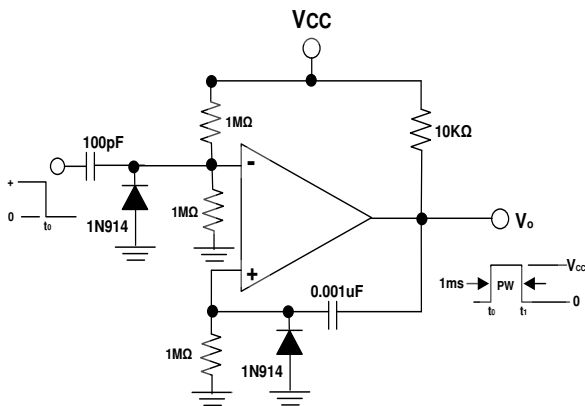 VCC
1MΩ
10KΩ
100pF
-
+
0
t0
1N914
1MΩ
Vo
+
0.001uF
1ms
PW
VCC
0
t0
t1
1MΩ
1N914